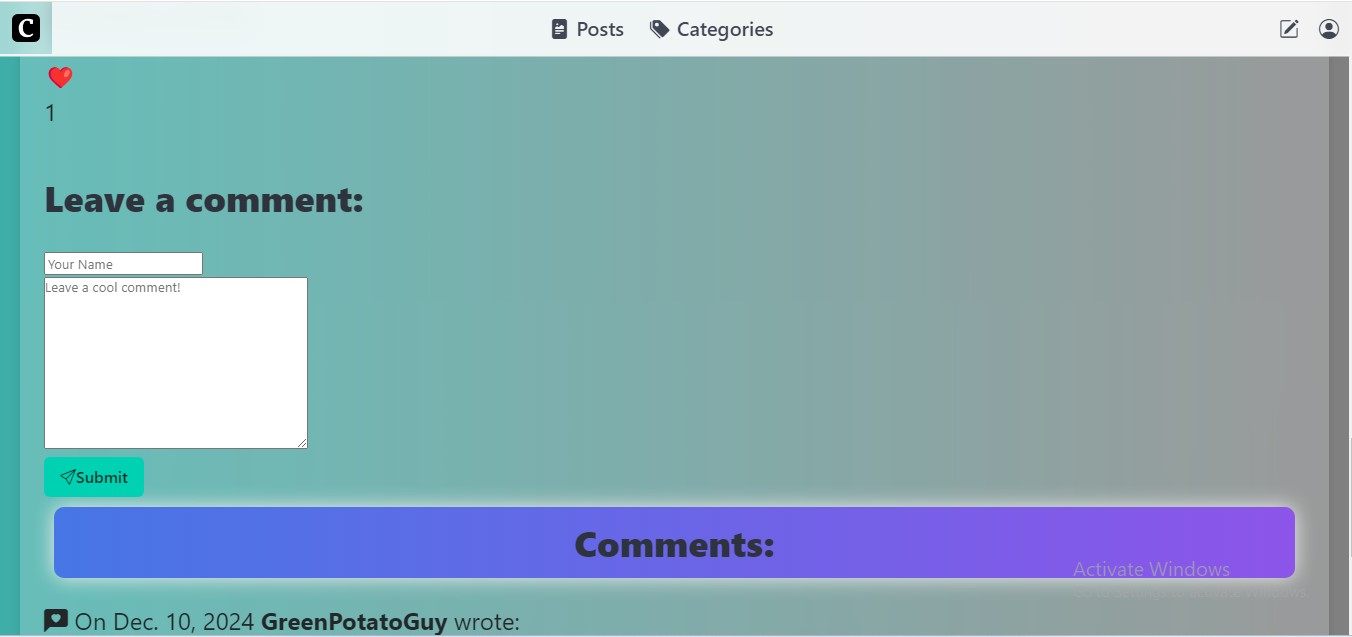 C
Posts
Categories
1
Leave a comment:
Your Name
Leave a cool comment!
Submit
Comments:
Activate Windows
On Dec. 10, 2024 GreenPotatoGuy wrote: